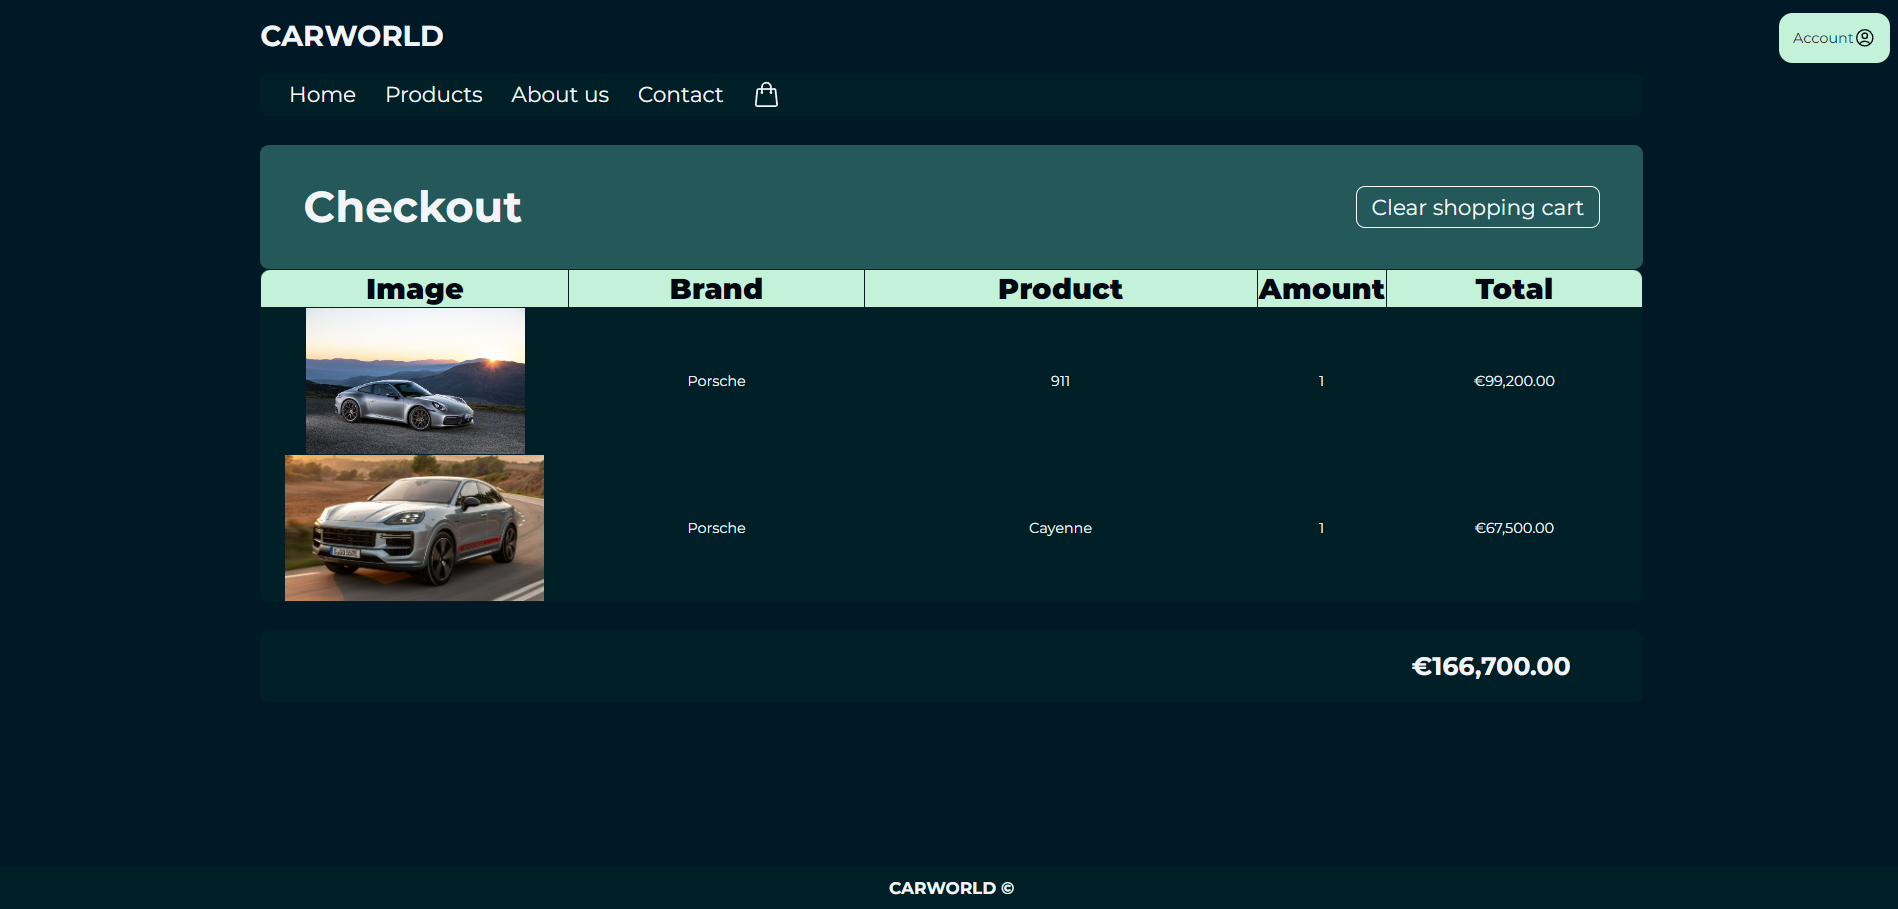 CARWORLD
Account
Home Products About us Contact
Checkout
Clear shopping cart
Image Brand Product Amount Total
Porsche 911 1 €99,200.00
Porsche Cayenne 1 €67,500.00
€166,700.00
CARWORLD ©